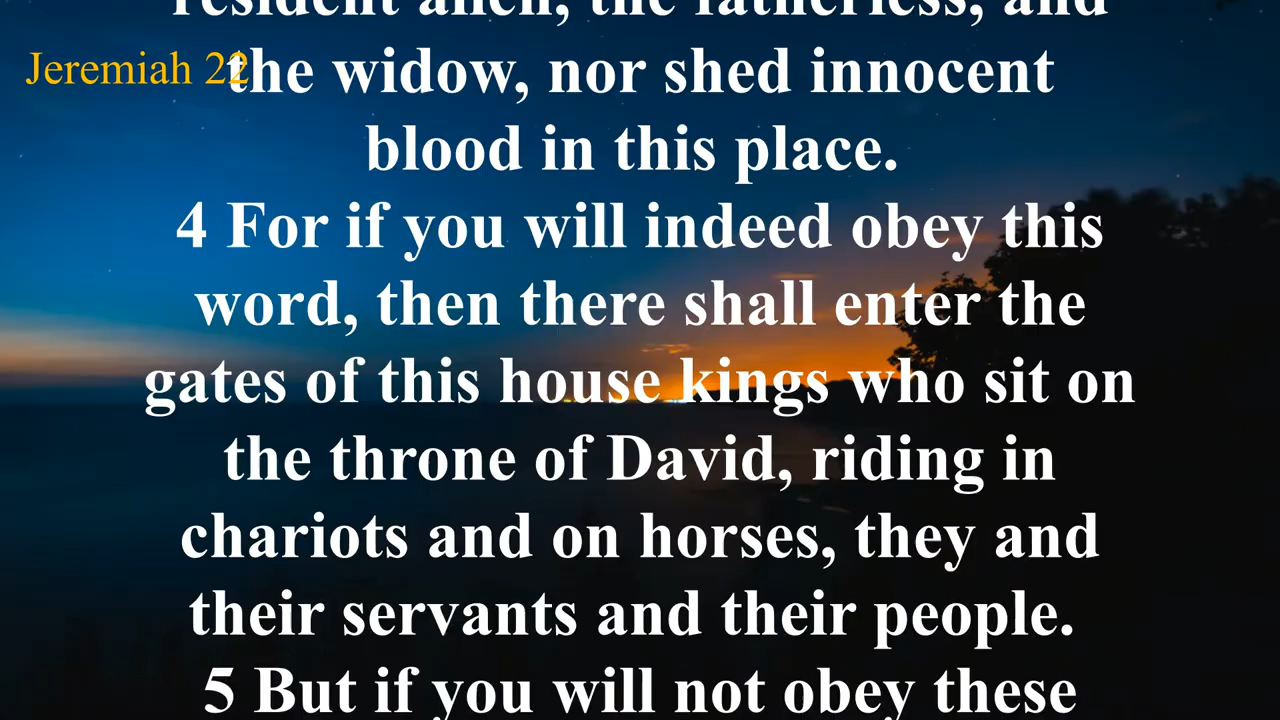 resident alien, the fatherless, and
Jeremiah 22
the widow, nor shed innocent
blood in this place.
4 For if you will indeed obey this
word, then there shall enter the
gates of this house kings who sit on
the throne of David, riding in
chariots and on horses, they and
their servants and their people.
5 But if you will not obey these